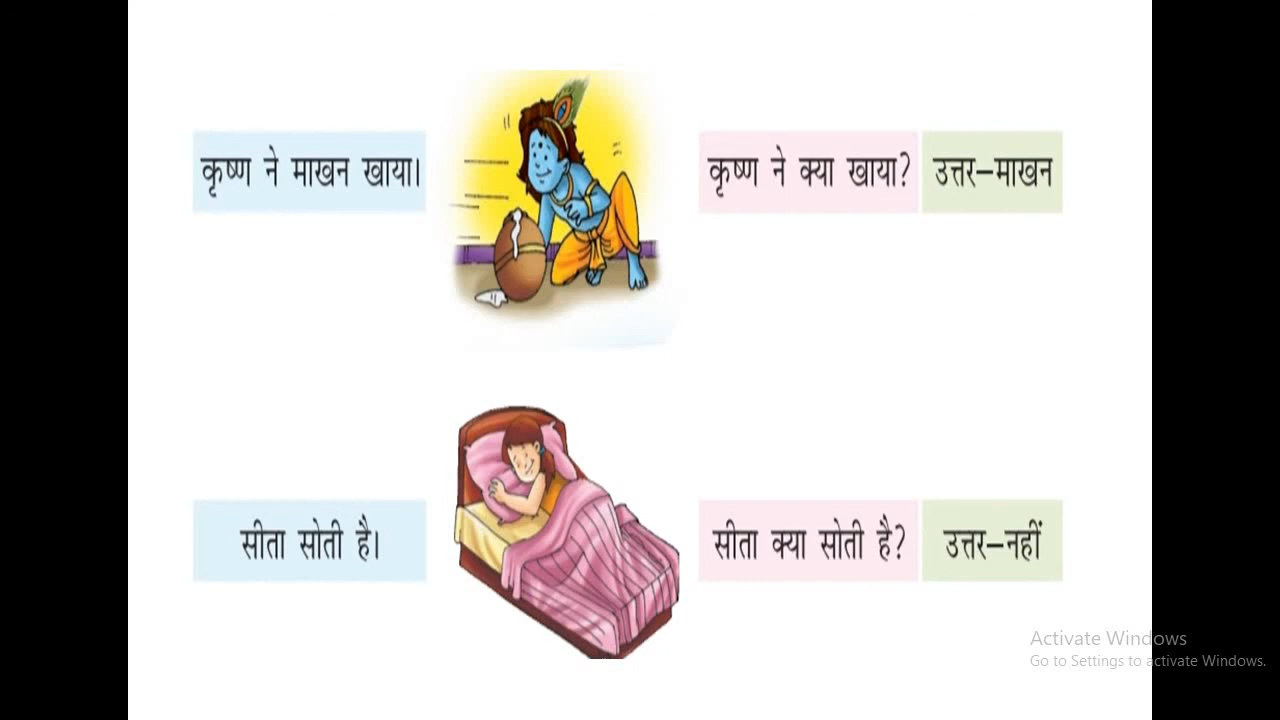 कृष्ण ने माखन खाया।
कृष्ण ने क्या खाया?
उत्तर–माखन
सीता सोती है।
सीता क्या सोती है?
उत्तर–नहीं
Activate Windows
Go to Settings to activate Windows.